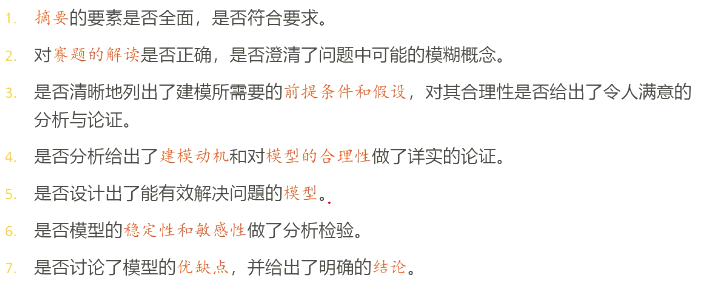 1. 摘要的要素是否全面，是否符合要求。
2. 对赛题的解读是否正确，是否澄清了问题中可能的模糊概念。
3. 是否清晰地列出了建模所需要的前提条件和假设，对其合理性是否给出了令人满意的
分析与论证。
4. 是否分析给出了建模动机和对模型的合理性做了详实的论证。
5. 是否设计出了能有效解决问题的模型。
6. 是否模型的稳定性和敏感性做了分析检验。
7. 是否讨论了模型的优缺点，并给出了明确的结论。